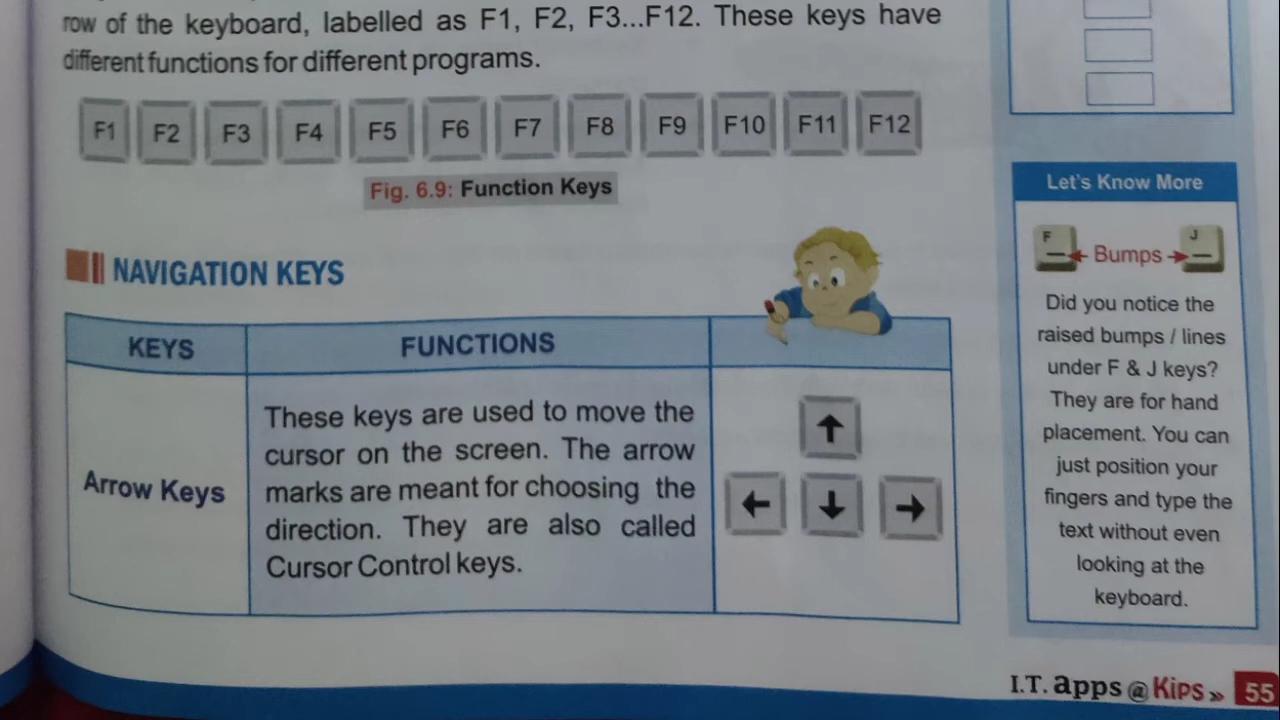 row of the keyboard, labelled as F1, F2, F3...F12. These keys have
different functions for different programs.
F1 F2 F3 F4 F5 F6 F7 F8 F9 F10 F11 F12
Fig. 6.9: Function Keys
NAVIGATION KEYS
KEYS
FUNCTIONS
Arrow Keys
These keys are used to move the
cursor on the screen. The arrow
marks are meant for choosing the
direction. They are also called
Cursor Control keys.
↑
← ↓ →
Let's Know More
F
J
Bumps
Did you notice the
raised bumps / lines
under F & J keys?
They are for hand
placement. You can
just position your
fingers and type the
text without even
looking at the
keyboard.
I.T. apps @ Kips » 55